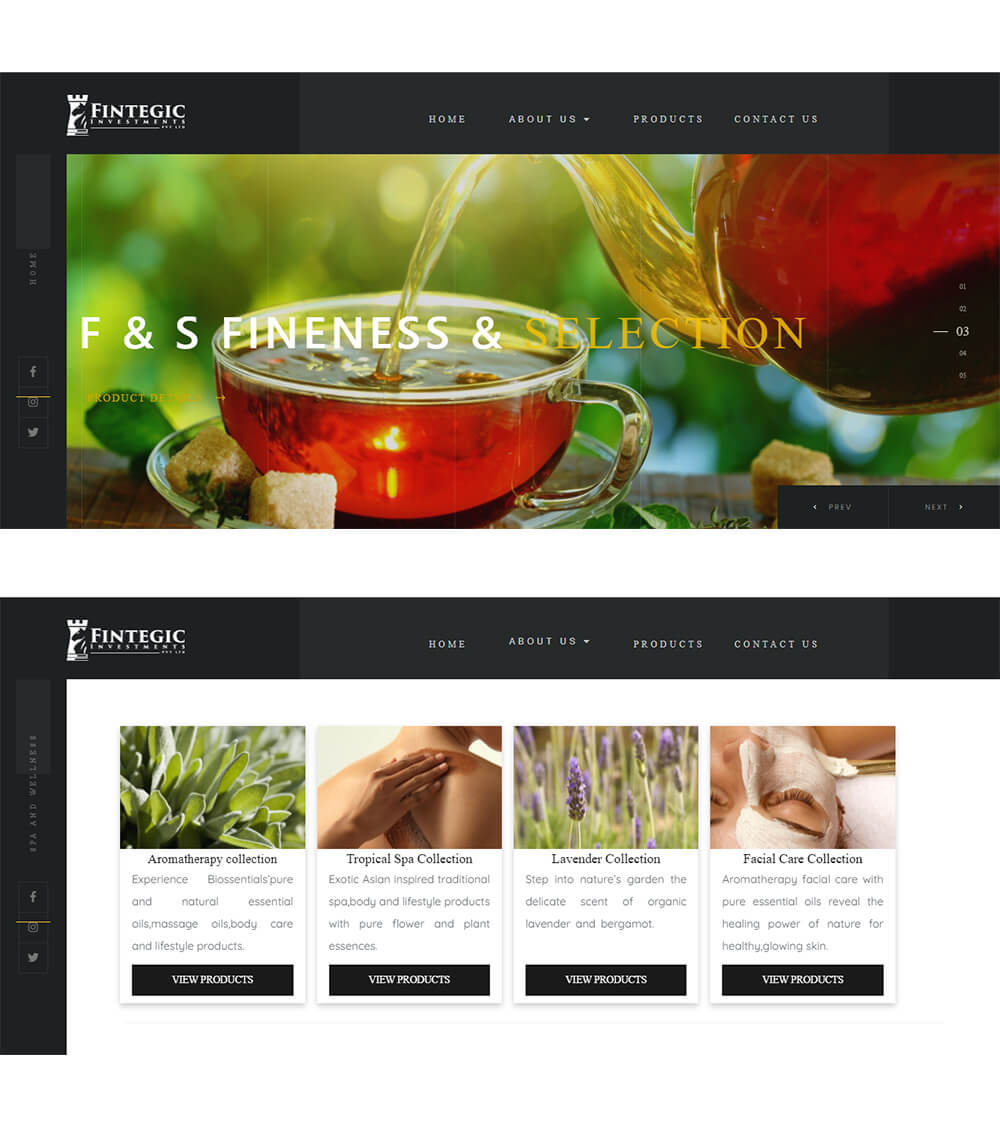 FINTEGIC
INVESTMENTS
PVT LTD
HOME ABOUT US PRODUCTS CONTACT US
HOME
F & S FINENESS & SELECTION
PRODUCT DETAILS
01
02
03
04
05
PREV NEXT
FINTEGIC
INVESTMENTS
PVT LTD
HOME ABOUT US PRODUCTS CONTACT US
SPA AND WELLNESS
Aromatherapy collection
Experience Biossentials'pure
and natural essential
oils,massage oils,body care
and lifestyle products.
VIEW PRODUCTS
Tropical Spa Collection
Exotic Asian inspired traditional
spa,body and lifestyle products
with pure flower and plant
essences.
VIEW PRODUCTS
Lavender Collection
Step into nature's garden the
delicate scent of organic
lavender and bergamot.
VIEW PRODUCTS
Facial Care Collection
Aromatherapy facial care with
pure essential oils reveal the
healing power of nature for
healthy,glowing skin.
VIEW PRODUCTS